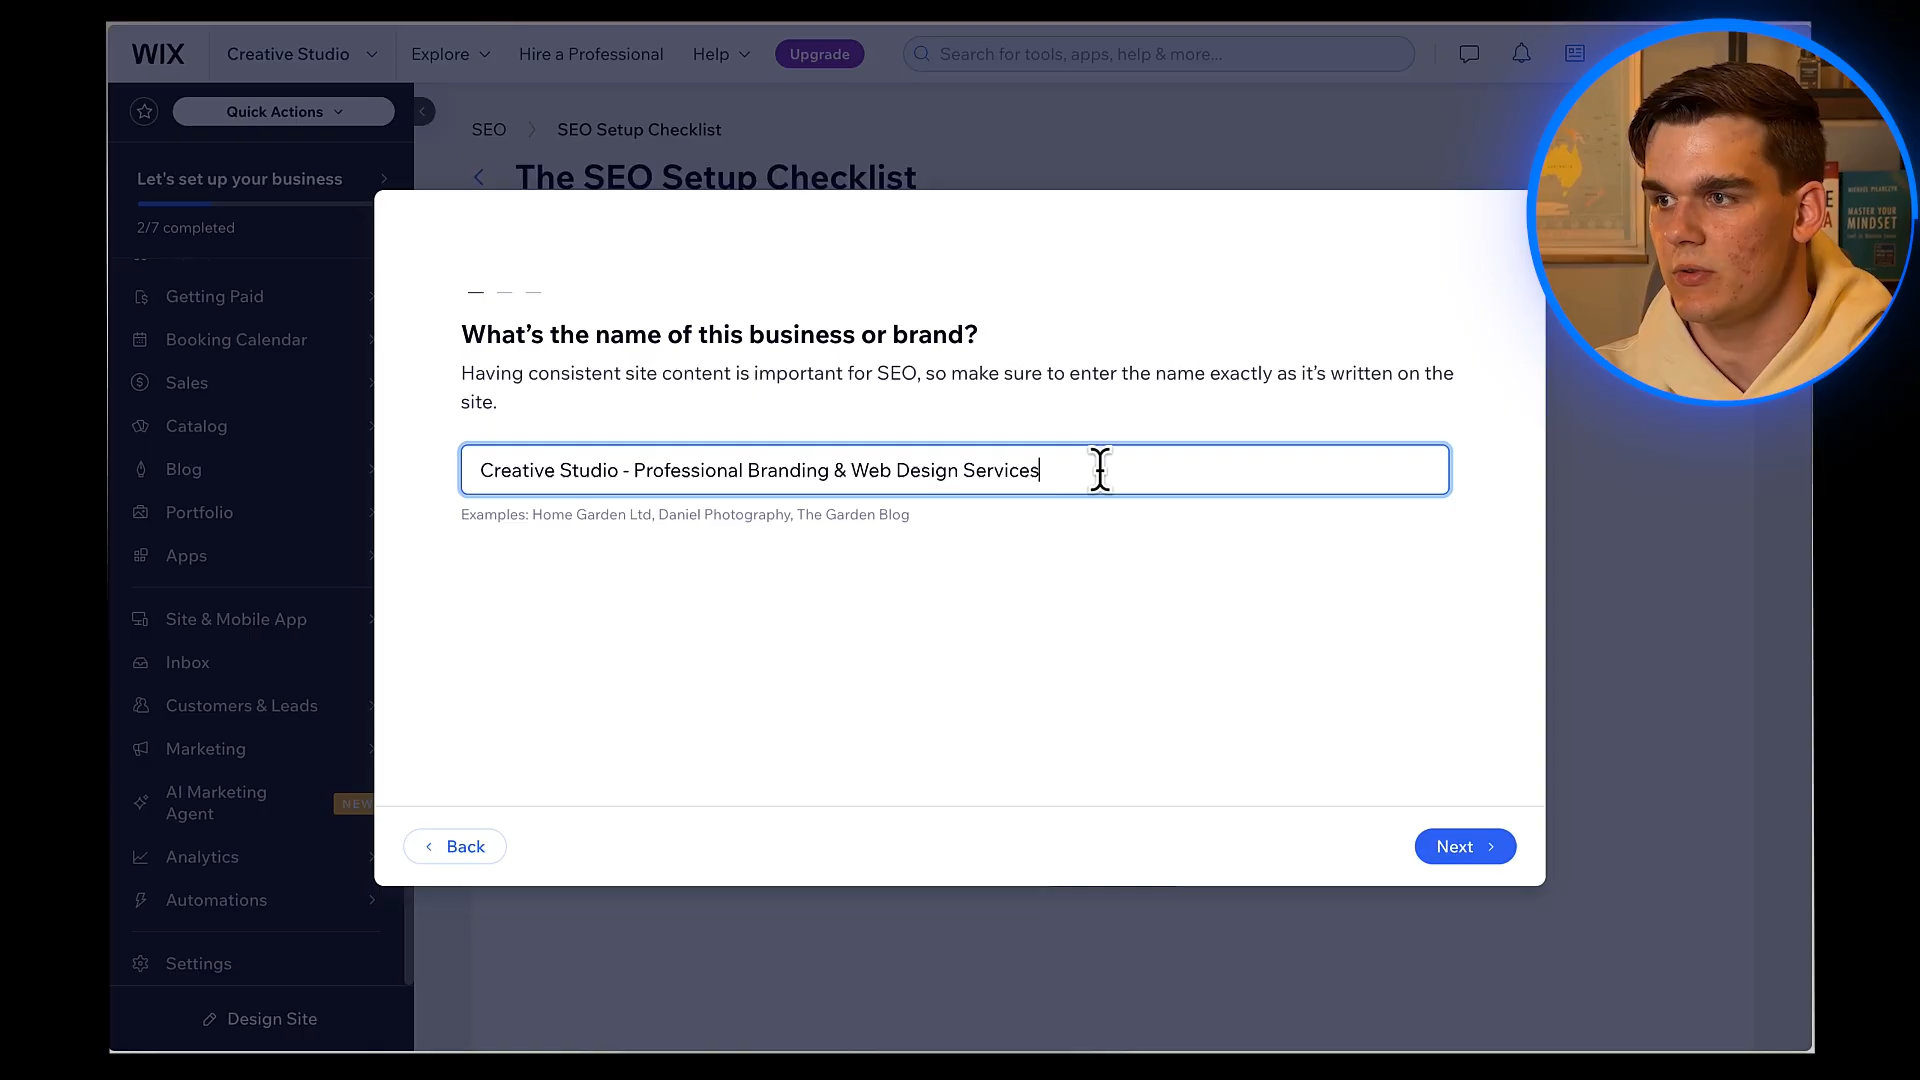 WIX
Creative Studio
Explore
Hire a Professional
Help
Upgrade
Search for tools, apps, help & more...
Quick Actions
SEO
SEO Setup Checklist
Let's set up your business
The SEO Setup Checklist
2/7 completed
MICHAEL PILARCZYK
MASTER YOUR
MINDSET
Getting Paid
Booking Calendar
Sales
Catalog
Blog
Portfolio
Apps
Site & Mobile App
Inbox
Customers & Leads
Marketing
AI Marketing
Agent
NEW
Analytics
Automations
Settings
Design Site
What’s the name of this business or brand?
Having consistent site content is important for SEO, so make sure to enter the name exactly as it’s written on the
site.
Creative Studio - Professional Branding & Web Design Services
Examples: Home Garden Ltd, Daniel Photography, The Garden Blog
Back
Next